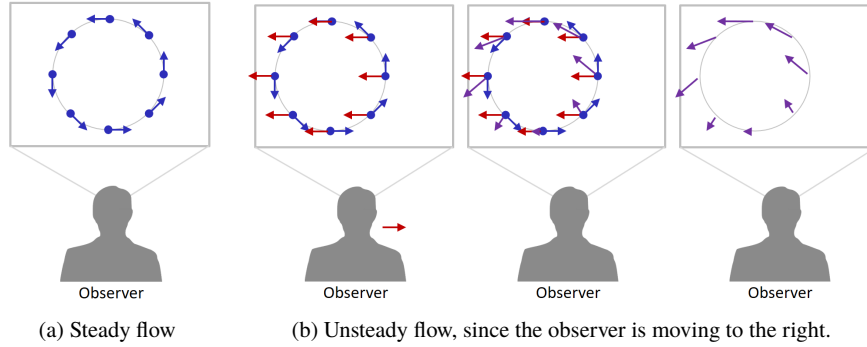 Observer
Observer
Observer
Observer
(a) Steady flow
(b) Unsteady flow, since the observer is moving to the right.